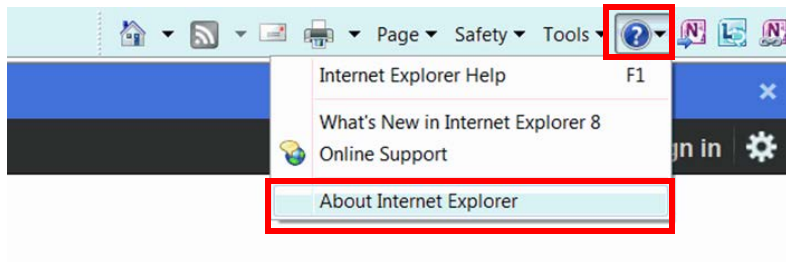 Page Safety Tools ?
Internet Explorer Help F1
What's New in Internet Explorer 8
Online Support
gn in
About Internet Explorer